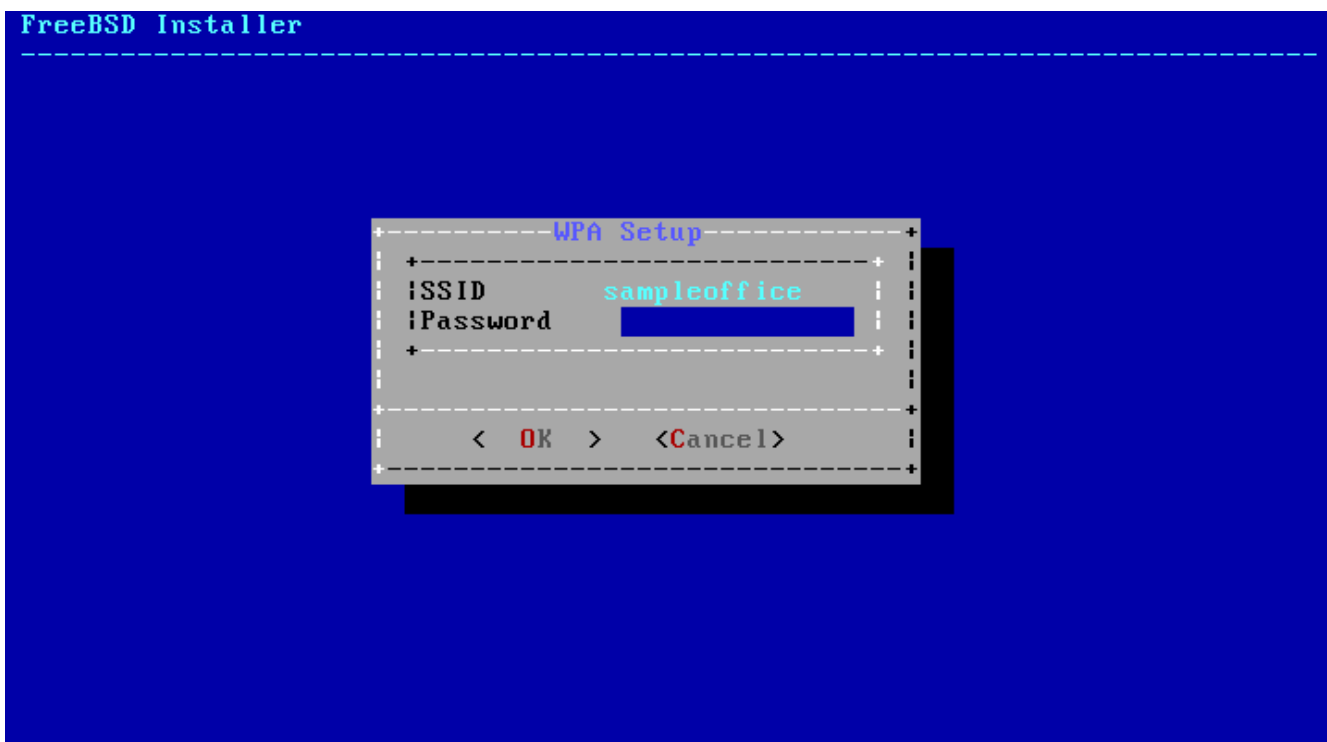 FreeBSD Installer
WPA Setup
SSID sampleoffice
Password
< OK > <Cancel>